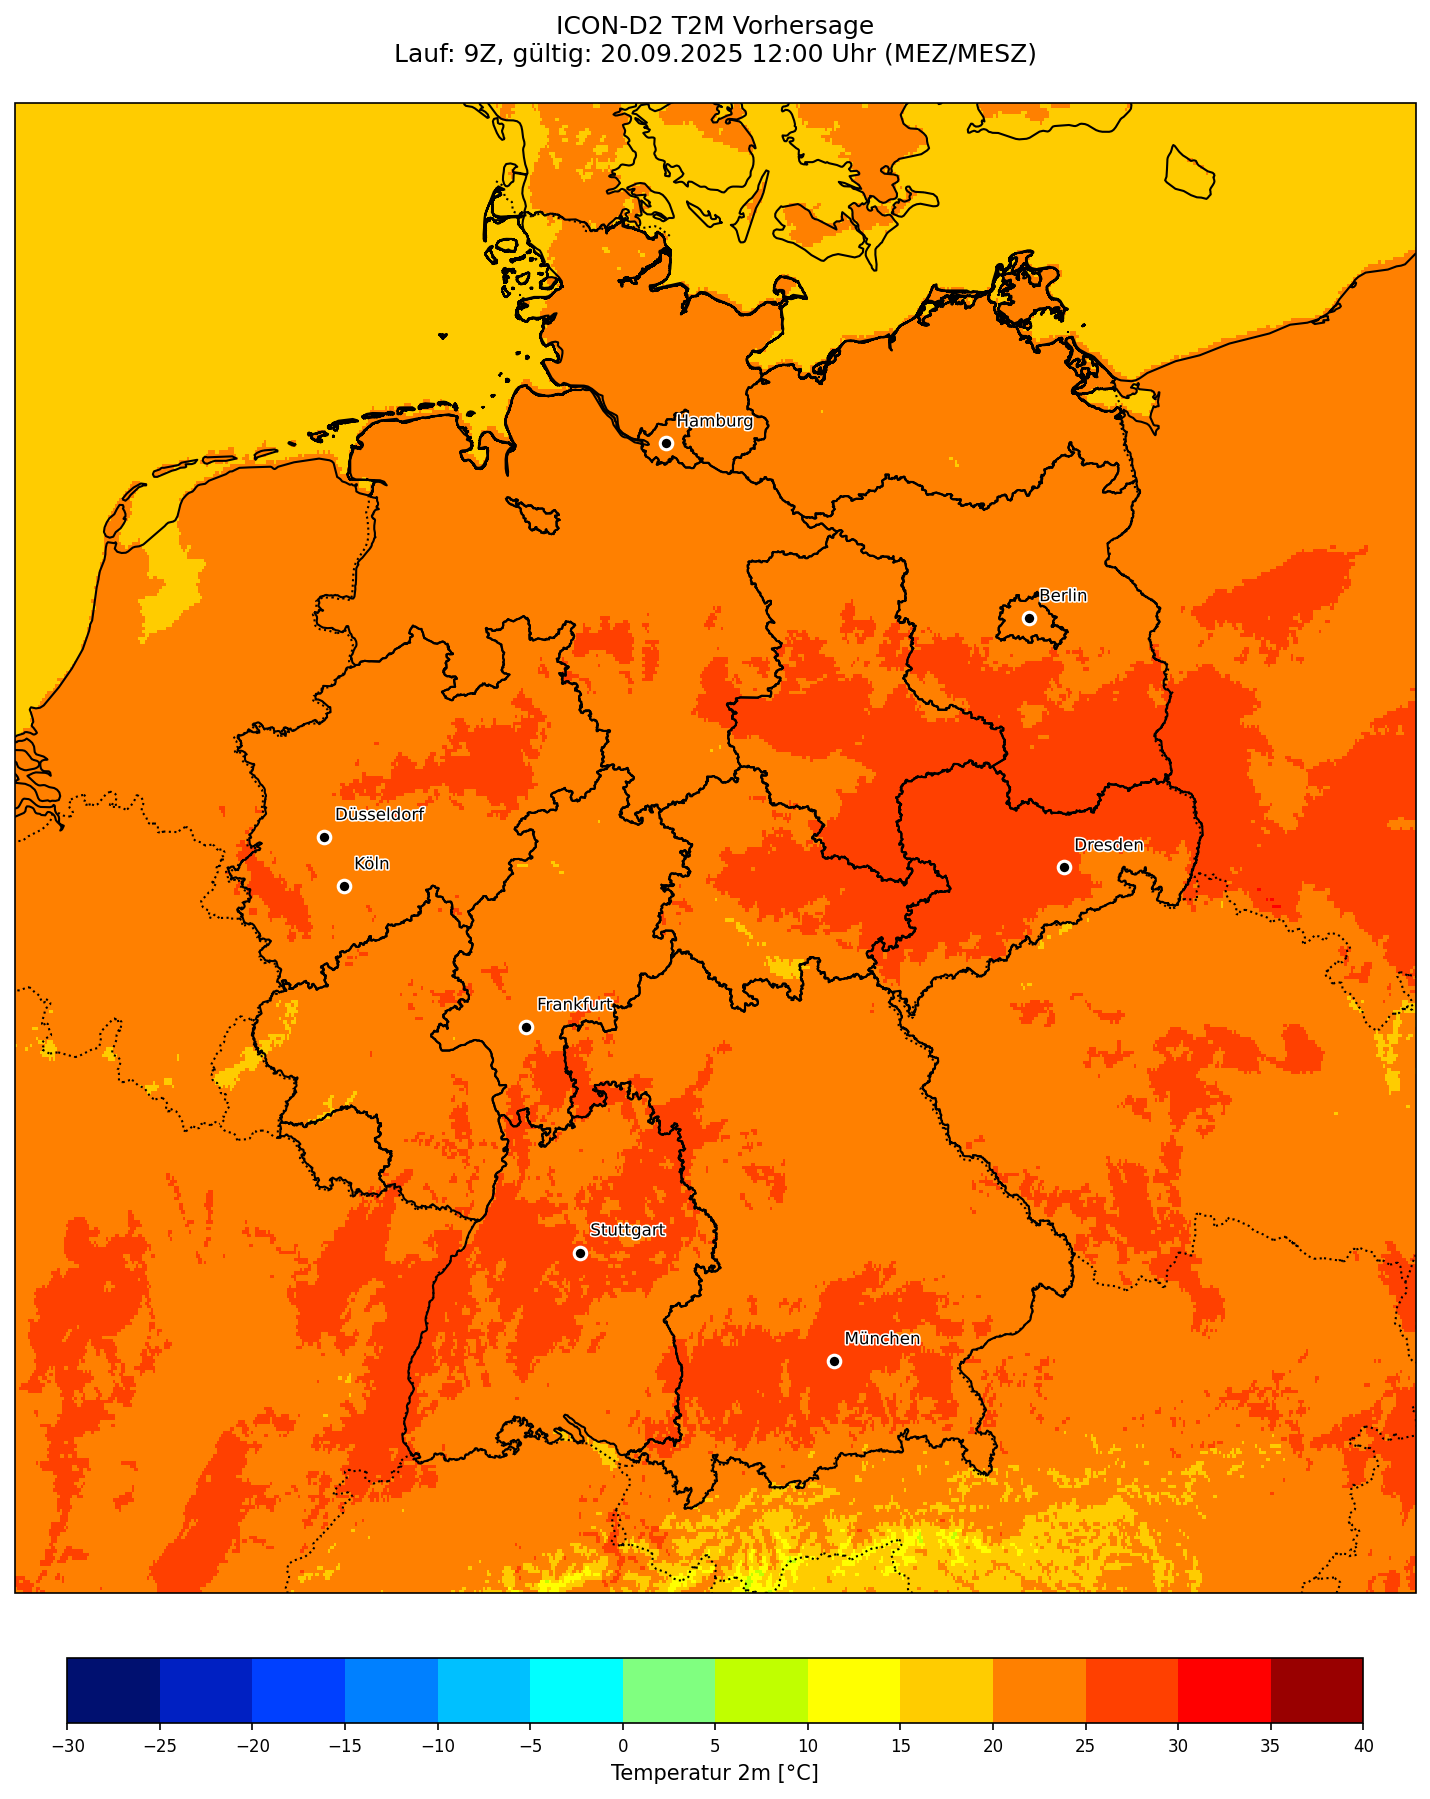 ICON-D2 T2M Vorhersage
Lauf: 9Z, gültig: 20.09.2025 12:00 Uhr (MEZ/MESZ)
Hamburg
Berlin
Düsseldorf
Dresden
Köln
Frankfurt
Stuttgart
München
−30 −25 −20 −15 −10 −5 0 5 10 15 20 25 30 35 40
Temperatur 2m [°C]